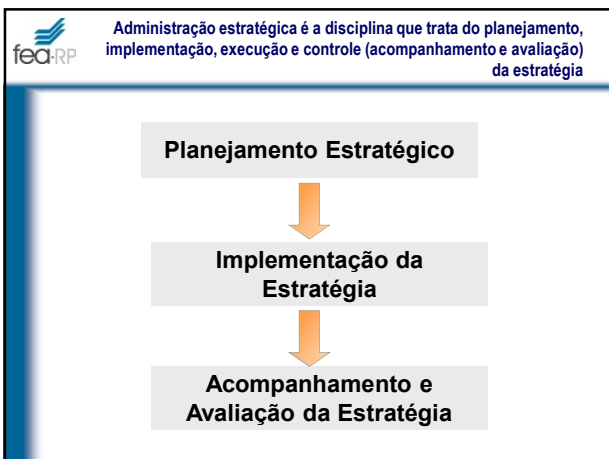 Administração estratégica é a disciplina que trata do planejamento,
implementação, execução e controle (acompanhamento e avaliação)
da estratégia
fea-RP
Planejamento Estratégico
Implementação da
Estratégia
Acompanhamento e
Avaliação da Estratégia